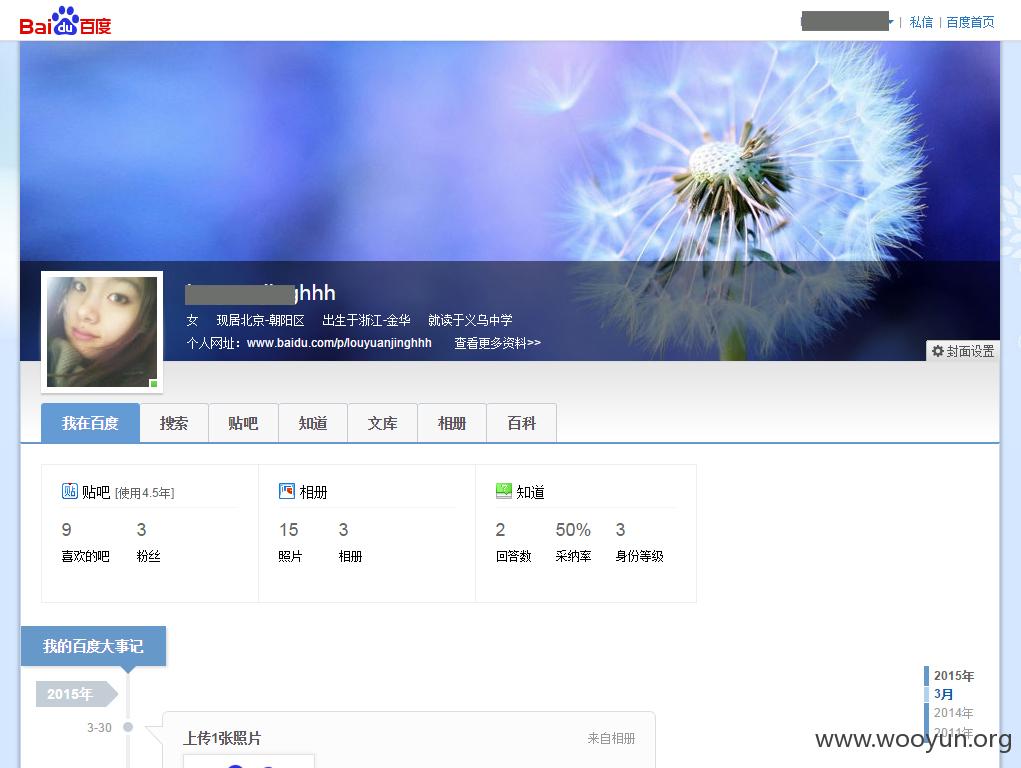 Bai du 百度
| 私信 | 百度首页
jhhh
女 现居北京-朝阳区 出生于浙江-金华 就读于义乌中学
个人网址：www.baidu.com/p/louyuanjinghhh 查看更多资料>>
封面设置
我在百度 搜索 贴吧 知道 文库 相册 百科
贴 贴吧 [使用4.5年]
9 3
喜欢的吧 粉丝
相册
15 3
照片 相册
知道
2 50% 3
回答数 采纳率 身份等级
我的百度大事记
2015年
3-30
上传1张照片 来自相册
2015年
3月
2014年
2011年
www.wooyun.org